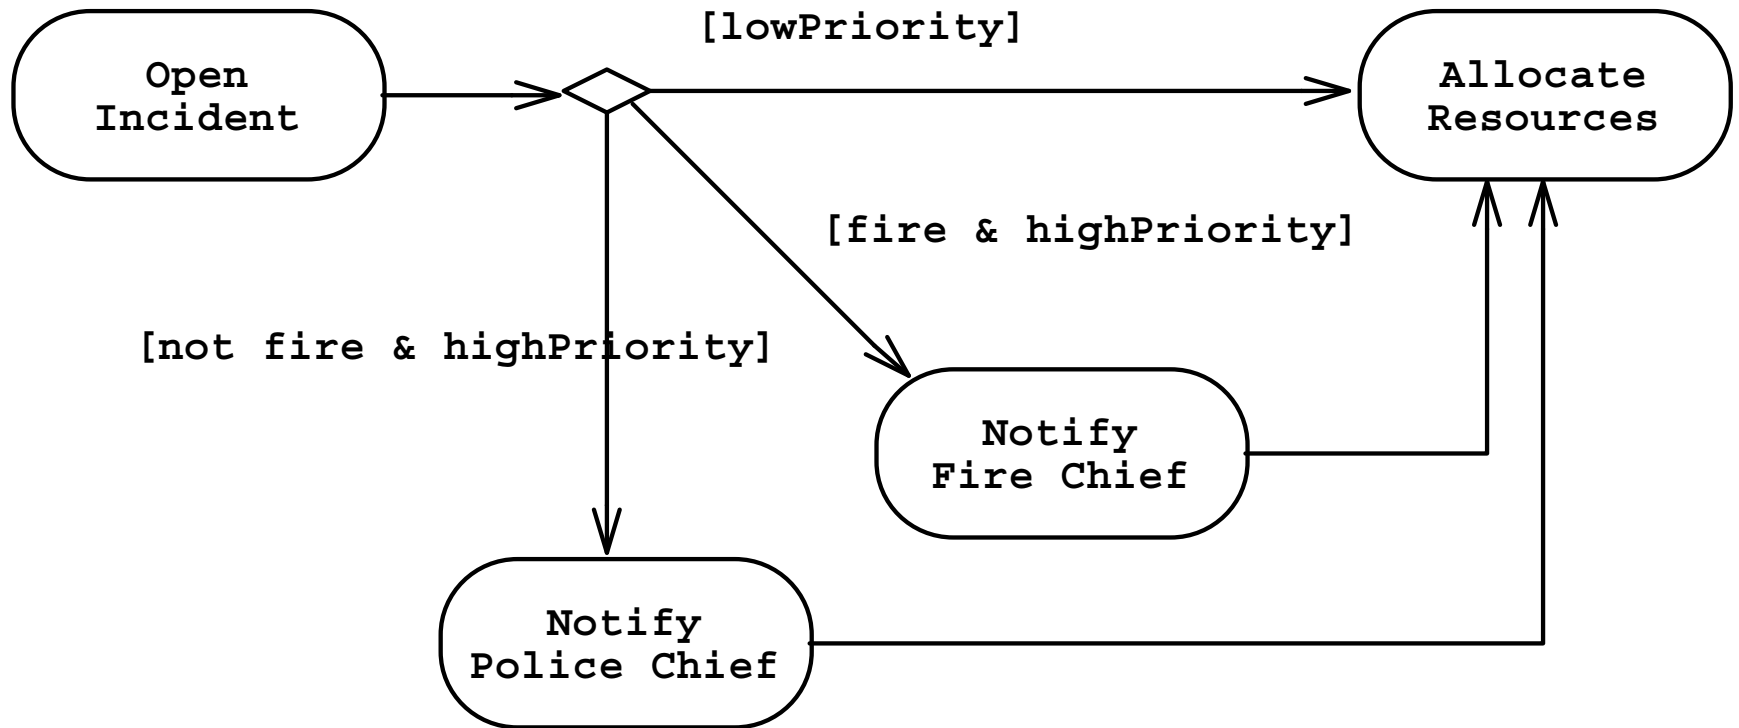 [lowPriority]
Open
Incident
Allocate
Resources
[fire & highPriority]
[not fire & highPriority]
Notify
Fire Chief
Notify
Police Chief